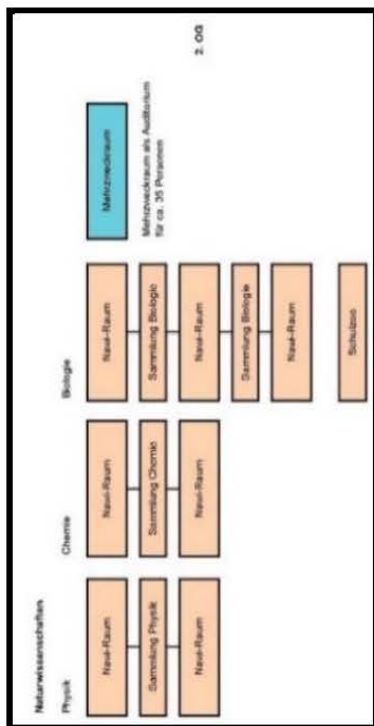 Naturwissenschaften
Physik
Nawi-Raum
Sammlung Physik
Nawi-Raum
Chemie
Nawi-Raum
Sammlung Chemie
Nawi-Raum
Biologie
Nawi-Raum
Sammlung Biologie
Nawi-Raum
Sammlung Biologie
Nawi-Raum
Schulzoo
Mehrzweckraum
Mehrzweckraum als Auditorium
für ca. 35 Personen
2. OG